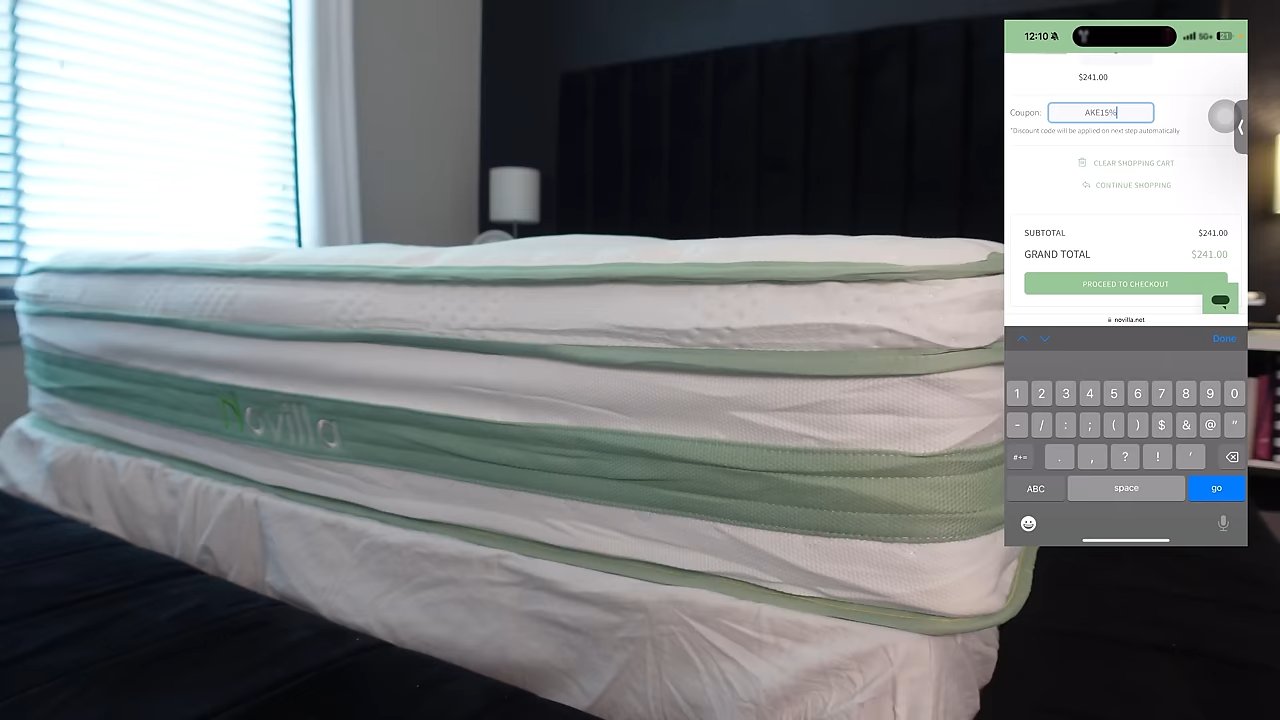 Novilla
12:10
5G+ 21
$241.00
Coupon: AKE15%
*Discount code will be applied on next step automatically
CLEAR SHOPPING CART
CONTINUE SHOPPING
SUBTOTAL $241.00
GRAND TOTAL $241.00
PROCEED TO CHECKOUT
novilla.net
Done
1 2 3 4 5 6 7 8 9 0
- / : ; ( ) $ & @ "
#+= . , ? ! '
ABC space go